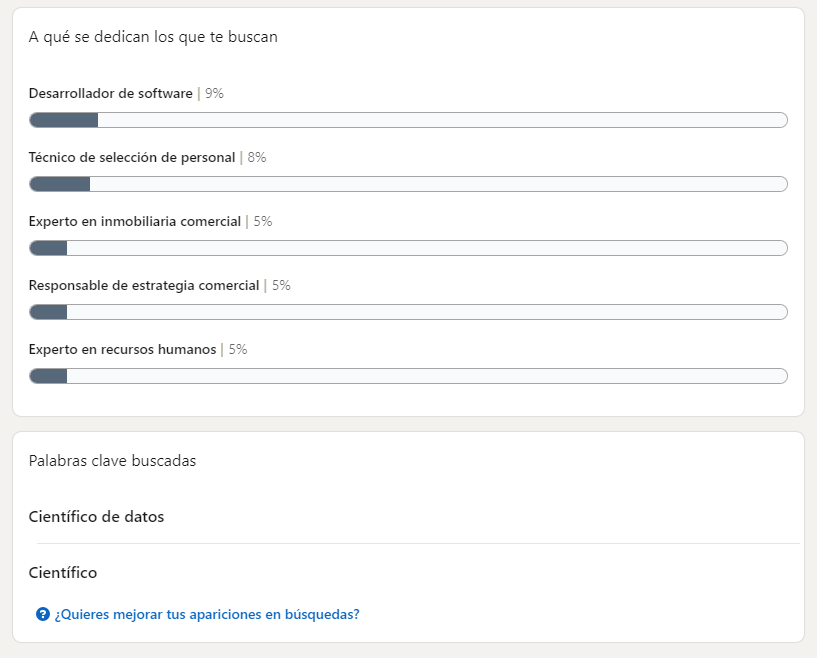 A qué se dedican los que te buscan
Desarrollador de software | 9%
Técnico de selección de personal | 8%
Experto en inmobiliaria comercial | 5%
Responsable de estrategia comercial | 5%
Experto en recursos humanos | 5%
Palabras clave buscadas
Científico de datos
Científico
¿Quieres mejorar tus apariciones en búsquedas?